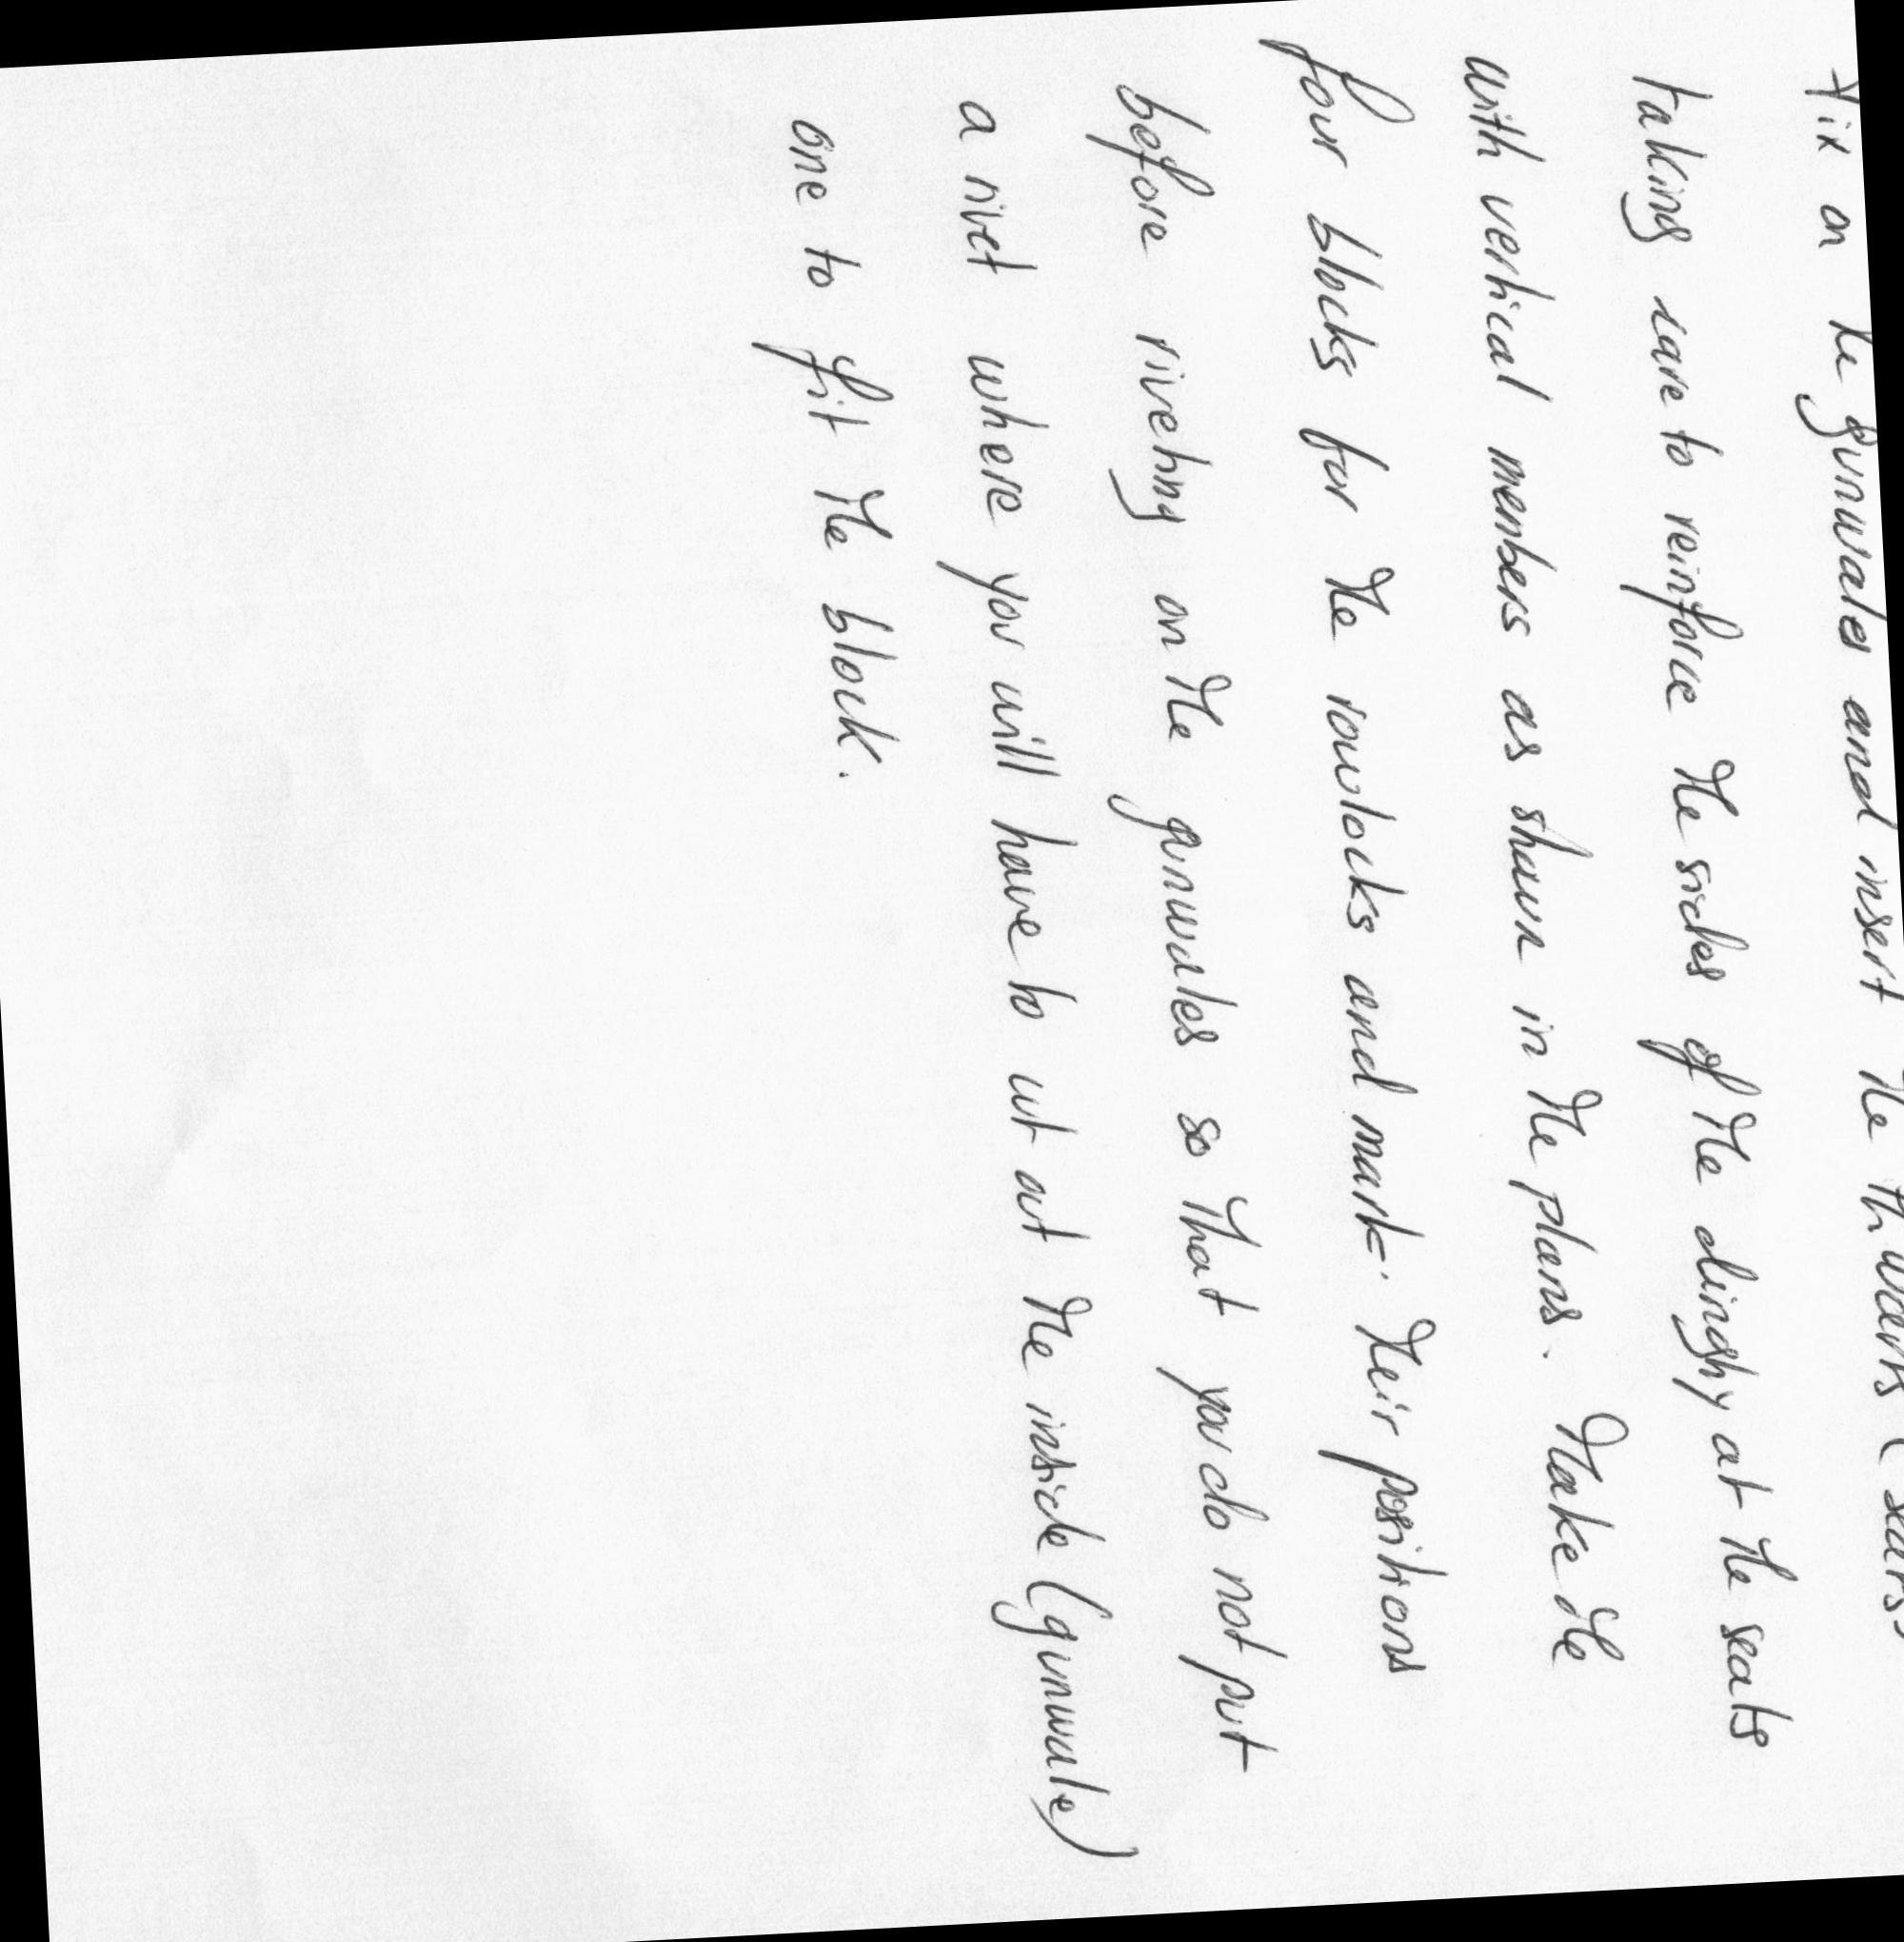 Fix on the gunwales and insert the thwarts (seats)
taking care to reinforce the sides of the dinghy at the seats
with vertical members as shown in the plans. Make the
four blocks for the rowlocks and mark. their positions
before riveting on the gunwales so that you do not put
a rivet where you will have to cut out the inside (gunwale)
one to fit the block.